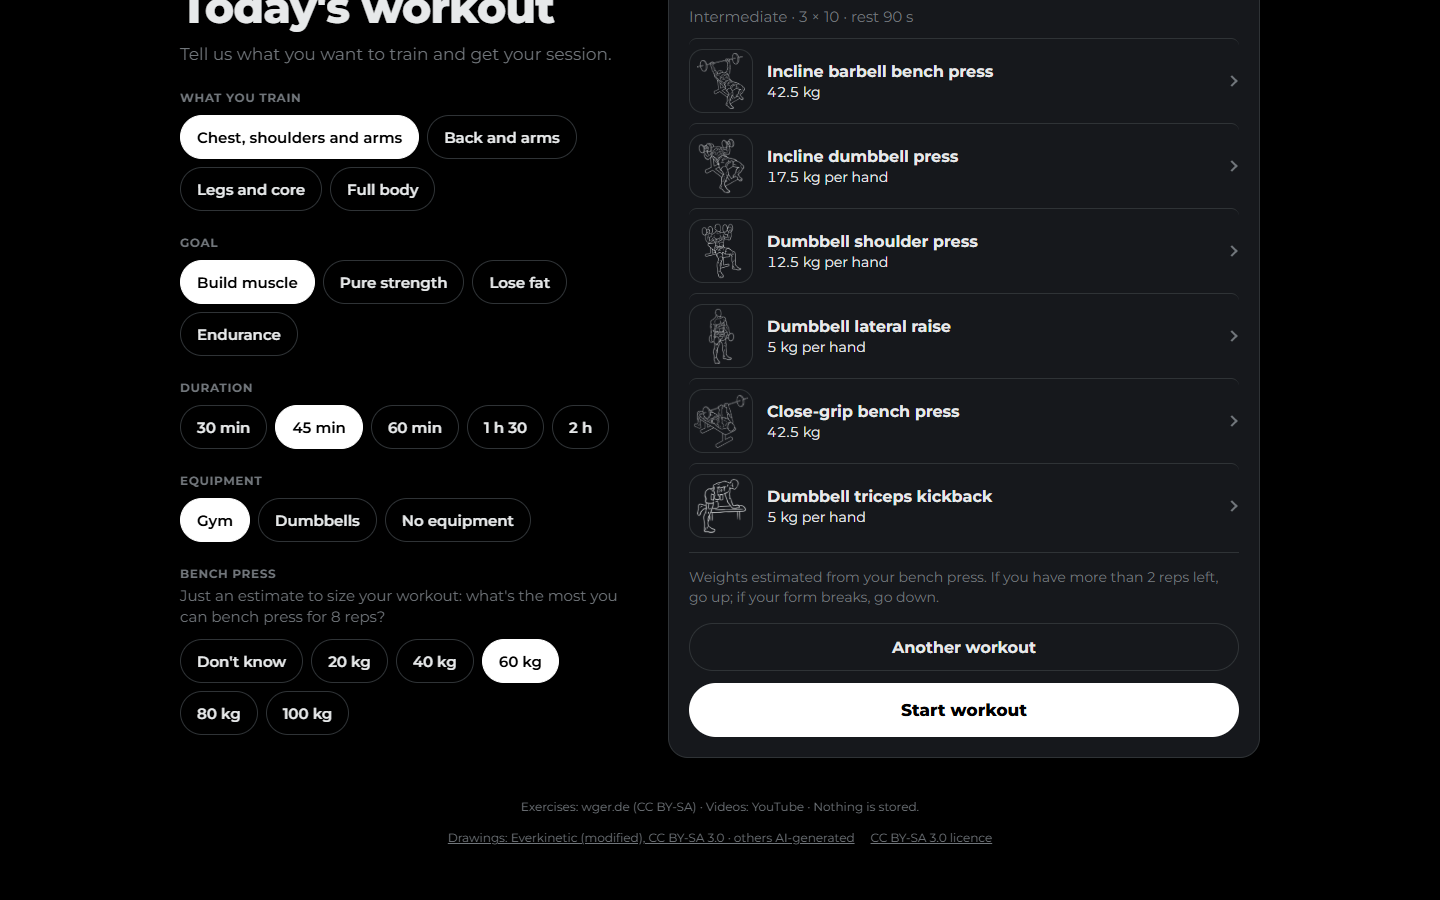 Today's workout
Tell us what you want to train and get your session.
WHAT YOU TRAIN
Chest, shoulders and arms
Back and arms
Legs and core
Full body
GOAL
Build muscle
Pure strength
Lose fat
Endurance
DURATION
30 min
45 min
60 min
1 h 30
2 h
EQUIPMENT
Gym
Dumbbells
No equipment
BENCH PRESS
Just an estimate to size your workout: what's the most you
can bench press for 8 reps?
Don't know
20 kg
40 kg
60 kg
80 kg
100 kg
Intermediate · 3 × 10 · rest 90 s
Incline barbell bench press
42.5 kg
Incline dumbbell press
17.5 kg per hand
Dumbbell shoulder press
12.5 kg per hand
Dumbbell lateral raise
5 kg per hand
Close-grip bench press
42.5 kg
Dumbbell triceps kickback
5 kg per hand
Weights estimated from your bench press. If you have more than 2 reps left,
go up; if your form breaks, go down.
Another workout
Start workout
Exercises: wger.de (CC BY-SA) · Videos: YouTube · Nothing is stored.
Drawings: Everkinetic (modified), CC BY-SA 3.0 · others AI-generated
CC BY-SA 3.0 licence